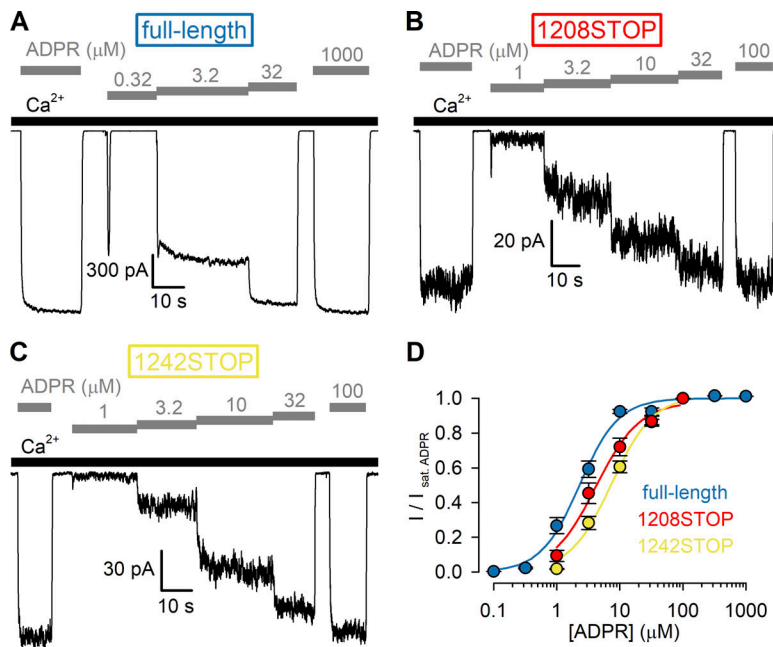 A
full-length
ADPR (μM)
0.32
3.2
32
1000
Ca2+
300 pA
10 s
B
1208STOP
ADPR (μM)
1
3.2
10
32
100
Ca2+
20 pA
10 s
C
1242STOP
ADPR (μM)
1
3.2
10
32
100
Ca2+
30 pA
10 s
D
I / I sat. ADPR
1.0
0.8
0.6
0.4
0.2
0.0
full-length
1208STOP
1242STOP
0.1
1
10
100
1000
[ADPR] (μM)